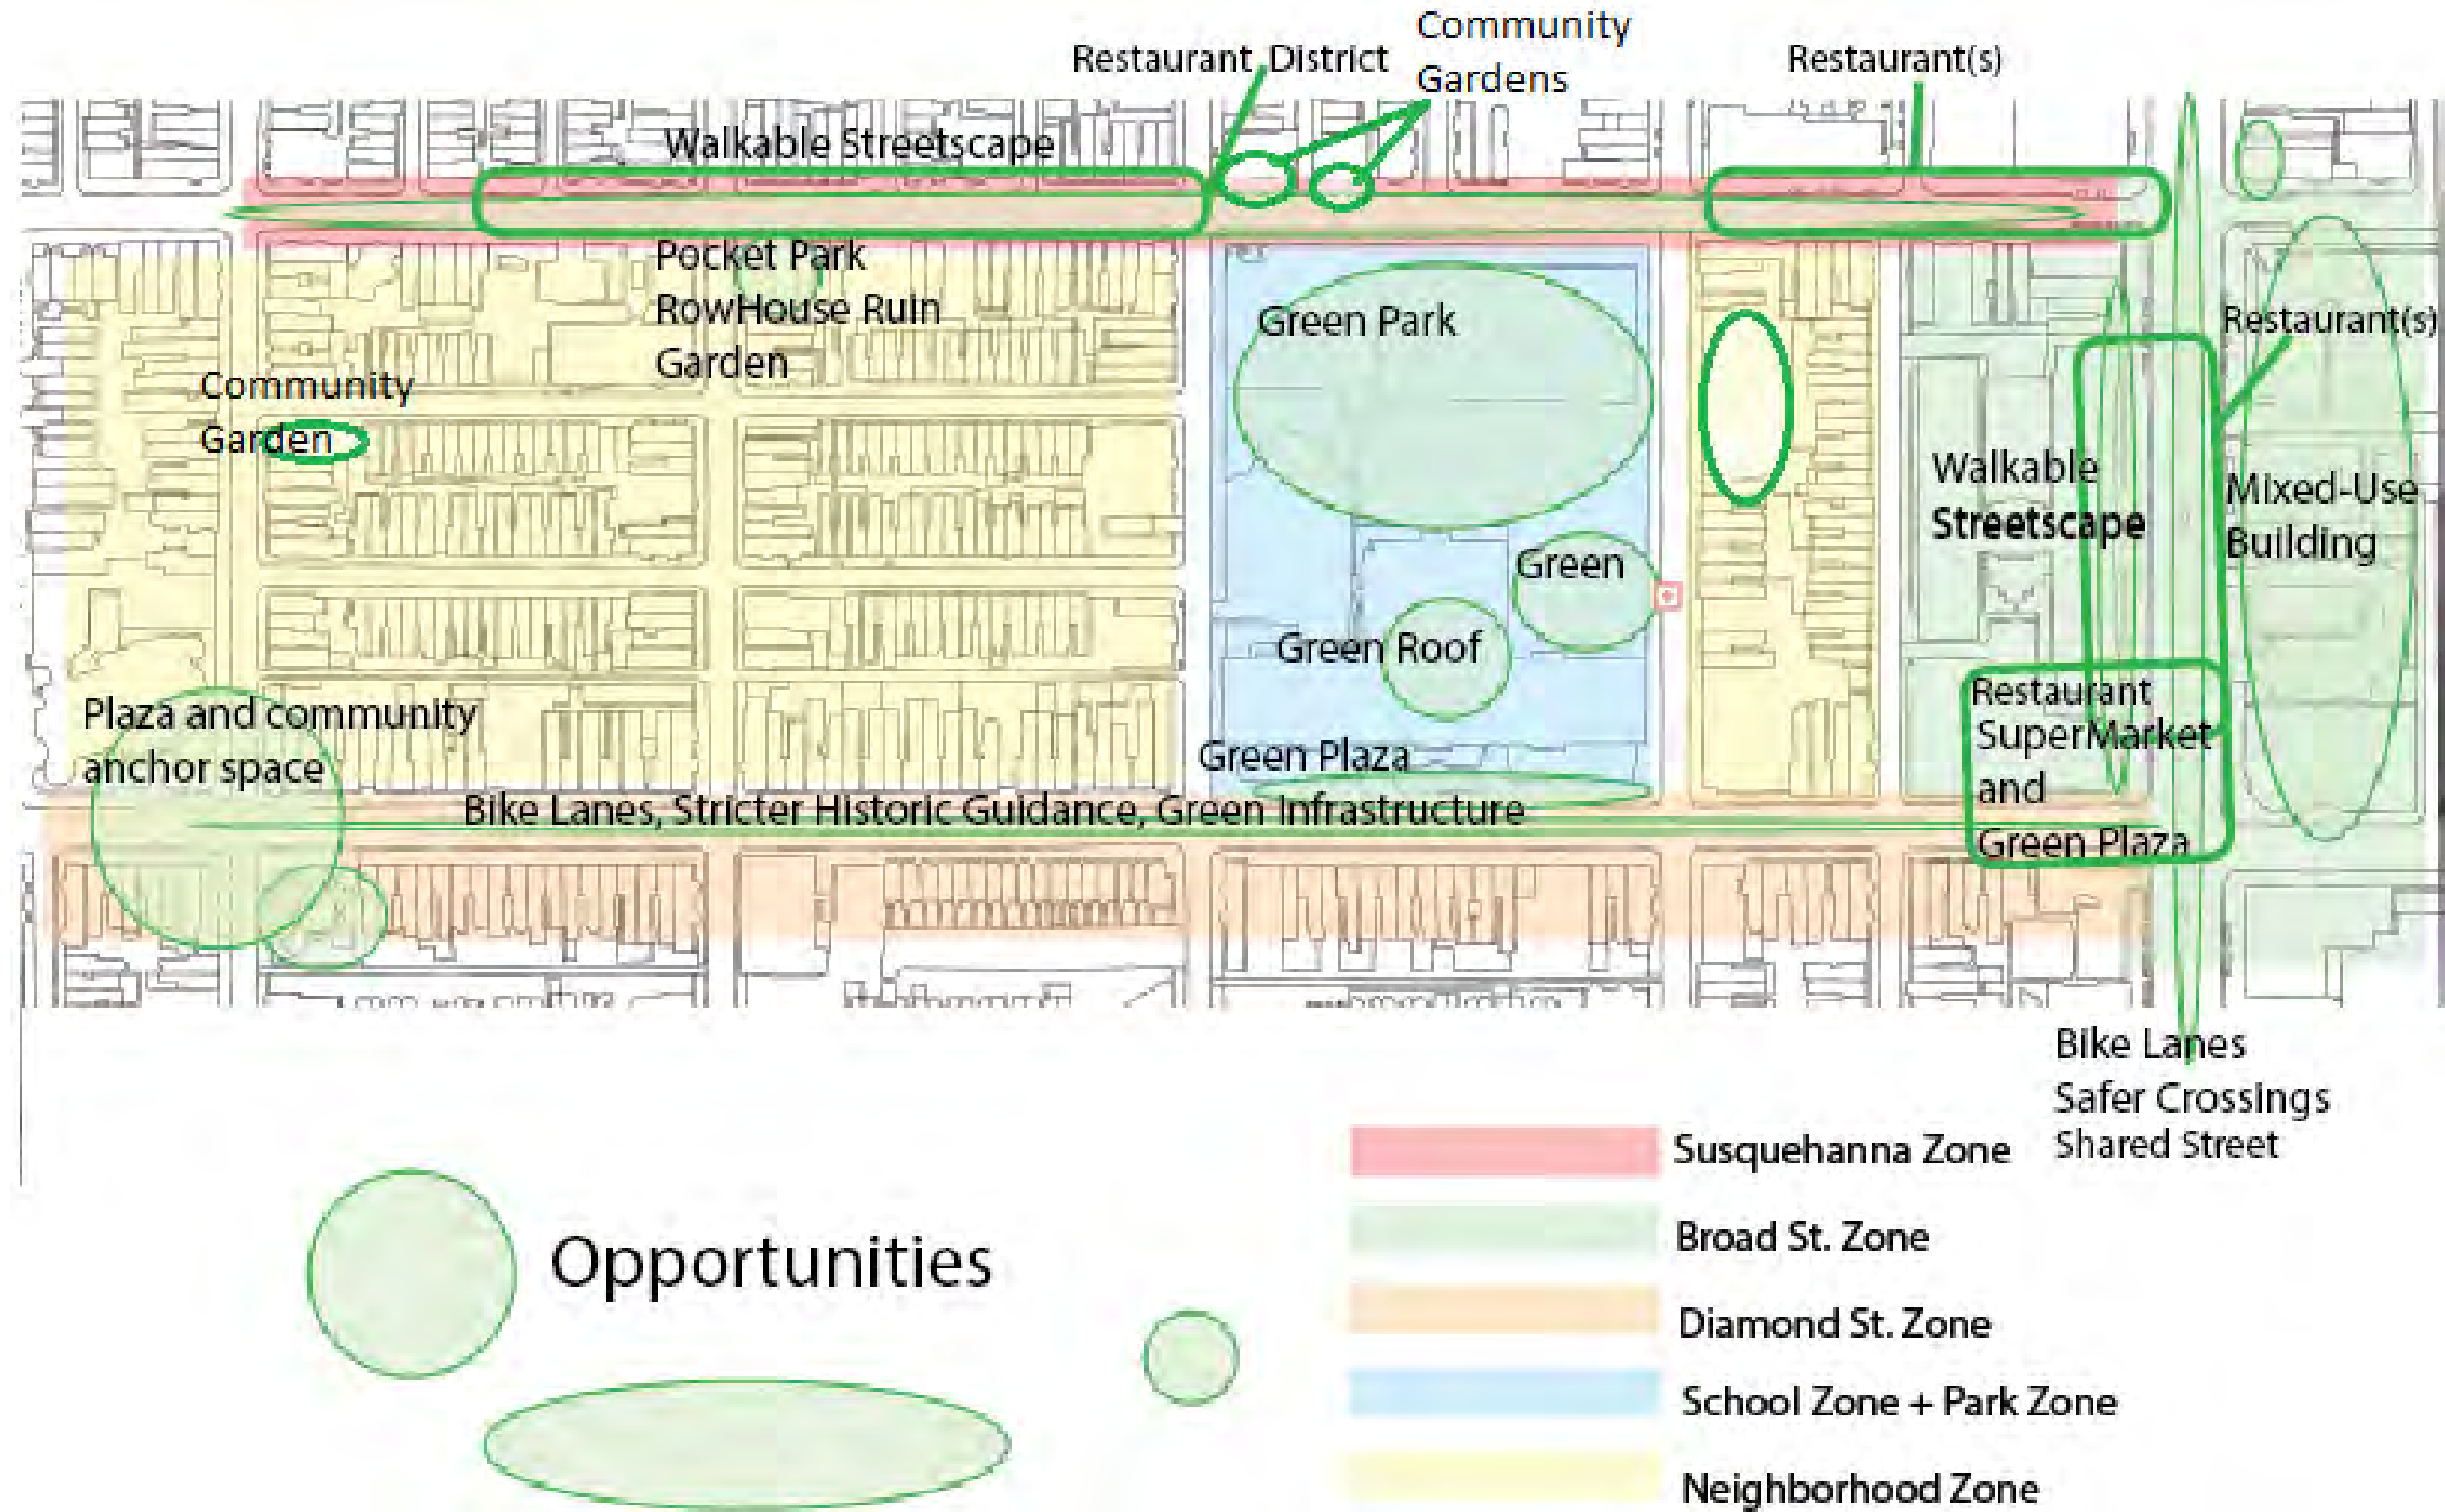 Community
Gardens
Restaurant District
Restaurant(s)
Walkable Streetscape
Pocket Park
RowHouse Ruin
Garden
Green Park
Restaurant(s)
Community
Garden
Walkable
Streetscape
Mixed-Use
Building
Green
Green Roof
Plaza and community
anchor space
Restaurant
SuperMarket
and
Green Plaza
Green Plaza
Bike Lanes, Stricter Historic Guidance, Green Infrastructure
Bike Lanes
Safer Crossings
Shared Street
Opportunities
Susquehanna Zone
Broad St. Zone
Diamond St. Zone
School Zone + Park Zone
Neighborhood Zone